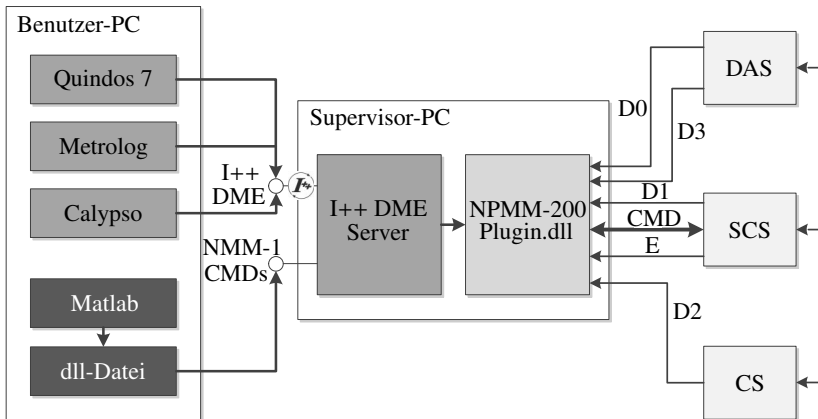 Benutzer-PC
Quindos 7
Metrolog
Calypso
Matlab
dll-Datei
I++
DME
NMM-1
CMDs
Supervisor-PC
I++
I++ DME
Server
NPMM-200
Plugin.dll
D0
D3
D1
CMD
E
D2
DAS
SCS
CS